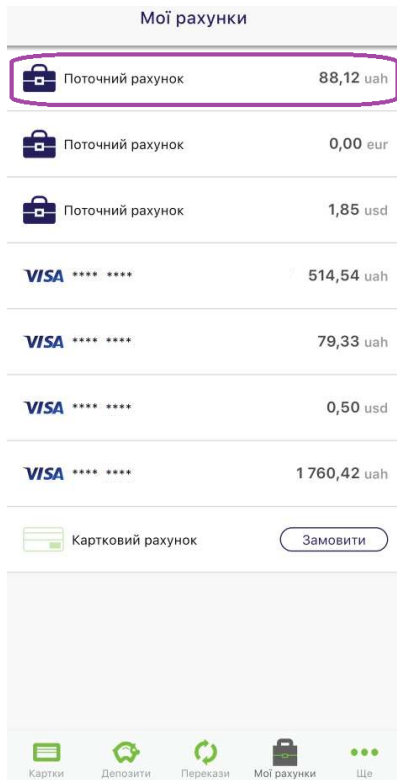 Мої рахунки
Поточний рахунок 88,12 uah
Поточний рахунок 0,00 eur
Поточний рахунок 1,85 usd
VISA **** **** 514,54 uah
VISA **** **** 79,33 uah
VISA **** **** 0,50 usd
VISA **** **** 1 760,42 uah
Картковий рахунок Замовити
Картки Депозити Перекази Мої рахунки Ще